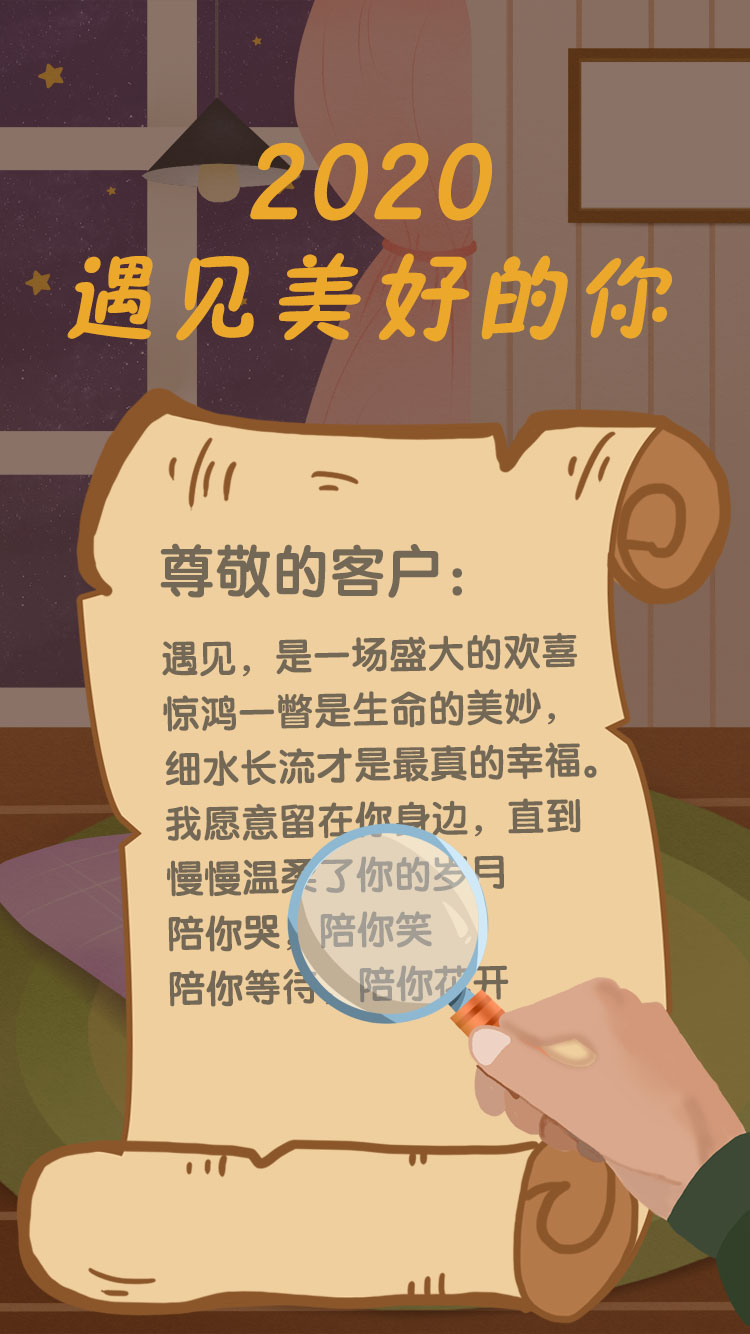 2020
遇见美好的你
尊敬的客户：
遇见，是一场盛大的欢喜
惊鸿一瞥是生命的美妙，
细水长流才是最真的幸福。
我愿意留在你身边，直到
慢慢温柔了你的岁月
陪你哭，陪你笑
陪你等待，陪你花开